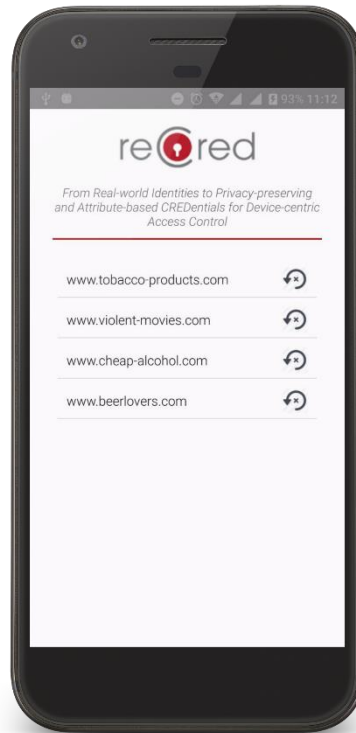 93% 11:12
reCred
From Real-world Identities to Privacy-preserving
and Attribute-based CREDentials for Device-centric
Access Control
www.tobacco-products.com
www.violent-movies.com
www.cheap-alcohol.com
www.beerlovers.com